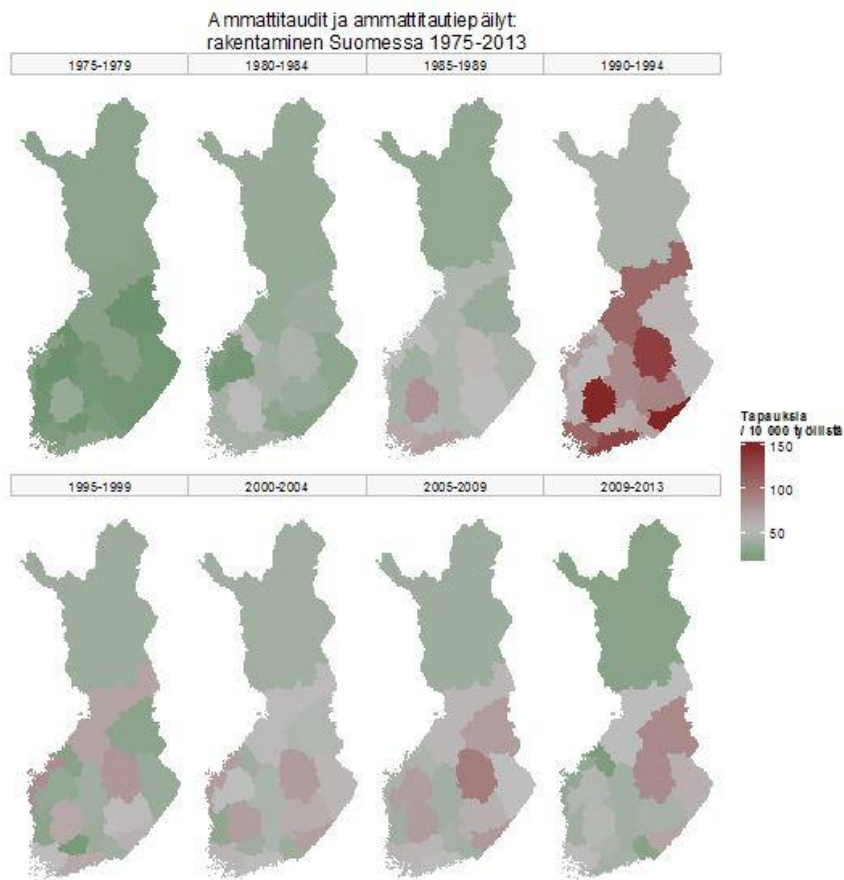 Ammattitaudit ja ammattitautiepäilyt:
rakentaminen Suomessa 1975-2013
1975-1979
1980-1984
1985-1989
1990-1994
Tapauksia
/ 10 000 työllistä
150
100
50
1995-1999
2000-2004
2005-2009
2009-2013